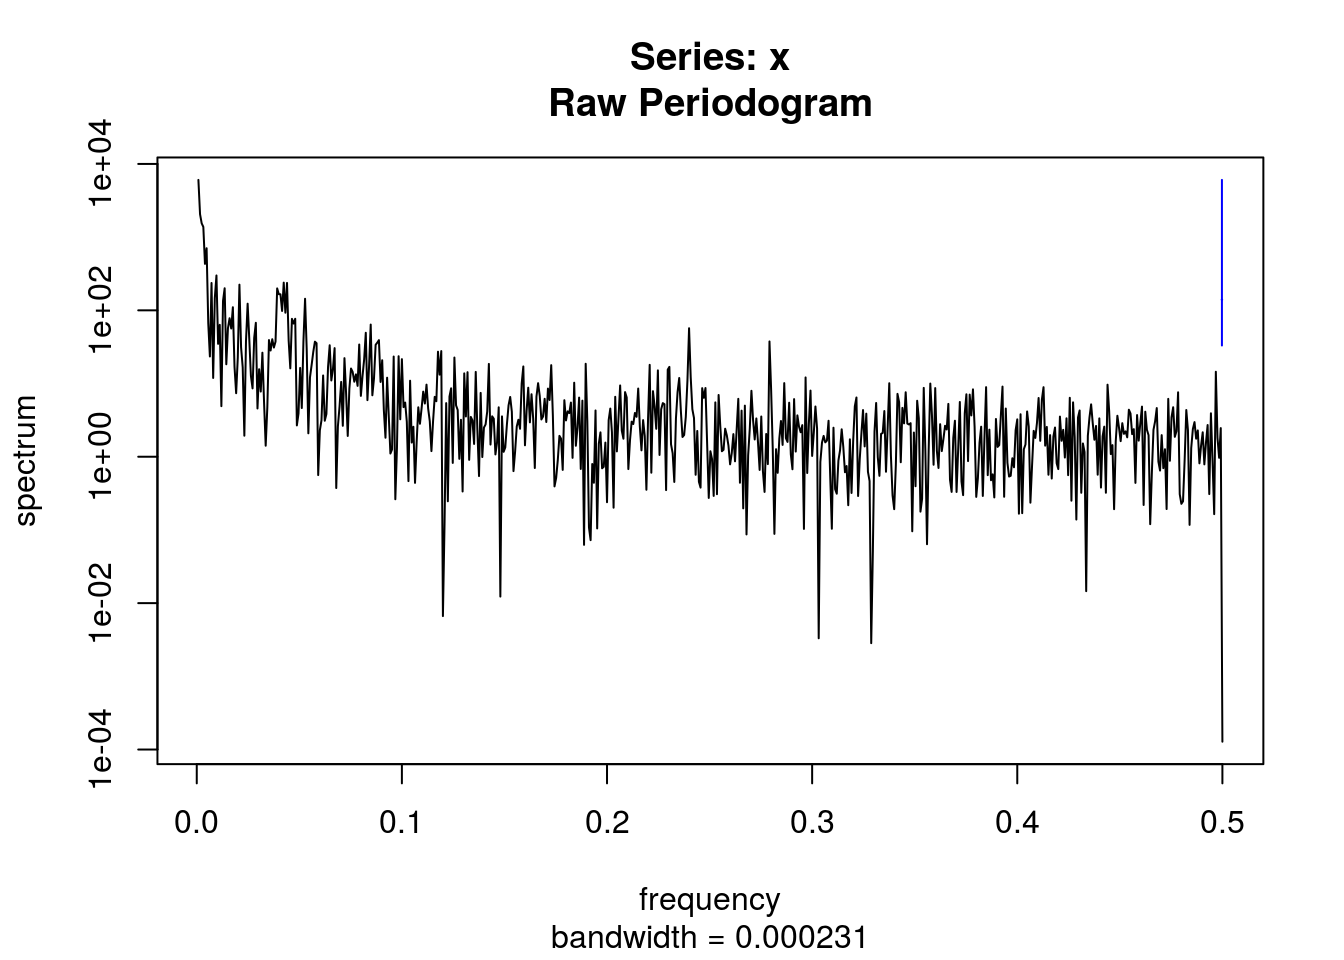 Series: x
Raw Periodogram
spectrum
1e+04
1e+02
1e+00
1e-02
1e-04
0.0 0.1 0.2 0.3 0.4 0.5
frequency
bandwidth = 0.000231